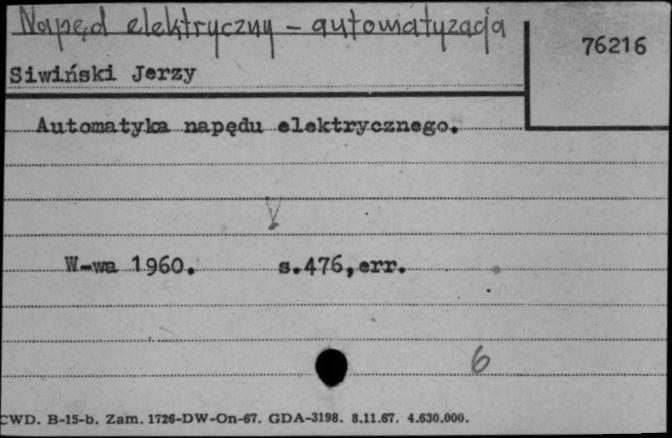 Napęd elektryczny - automatyzacja
76216
Siwiński Jerzy
Automatyka napędu elektrycznego.
W-wa 1960. s.476,err.
6
CWD. B-15-b. Zam. 1726-DW-On-67. GDA-3198. 8.11.67. 4.630.000.